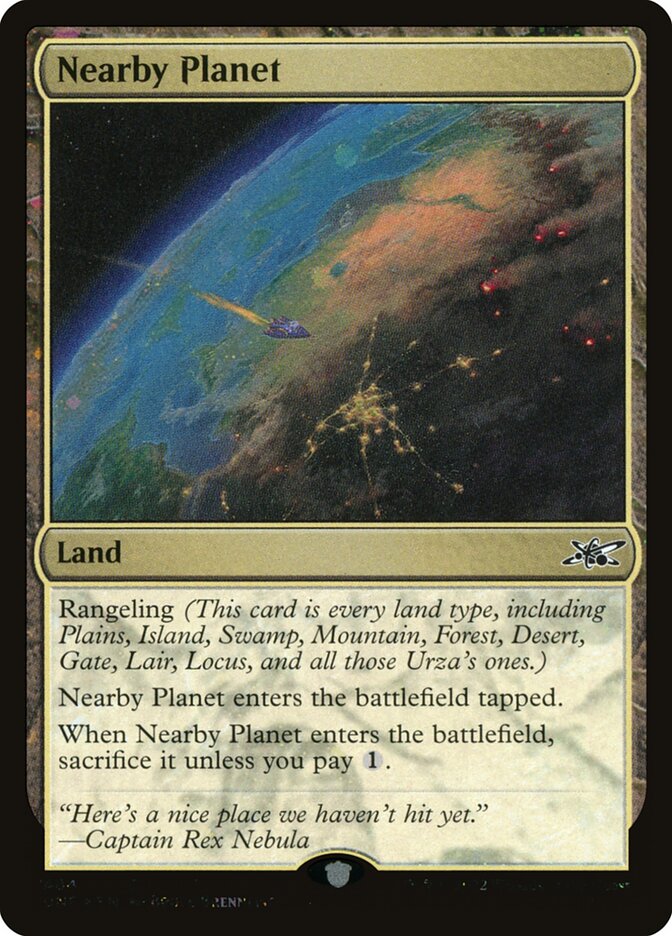 Nearby Planet
Land
Rangeling (This card is every land type, including
Plains, Island, Swamp, Mountain, Forest, Desert,
Gate, Lair, Locus, and all those Urza's ones.)
Nearby Planet enters the battlefield tapped.
When Nearby Planet enters the battlefield,
sacrifice it unless you pay 1.
“Here's a nice place we haven't hit yet.”
—Captain Rex Nebula